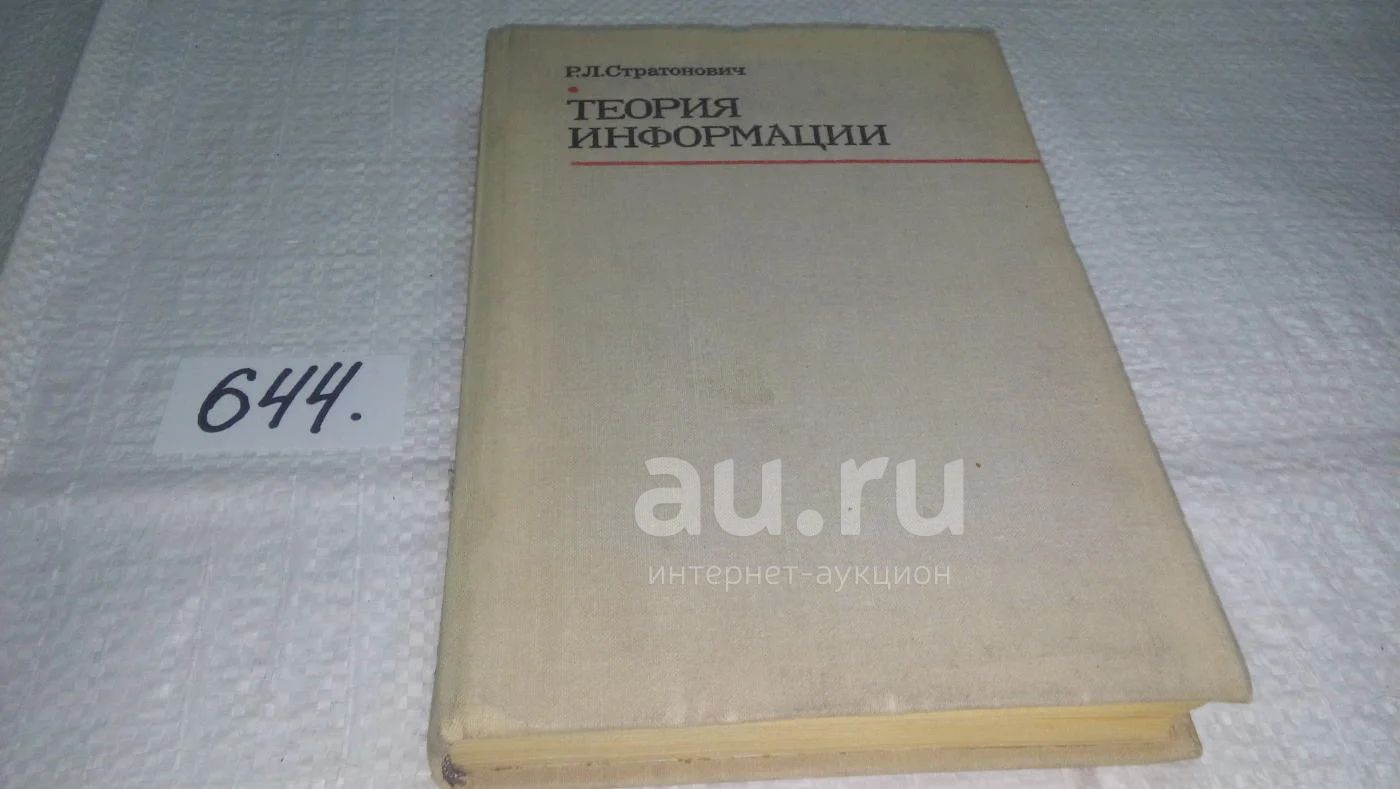 Р.Л.Стратонович
ТЕОРИЯ
ИНФОРМАЦИИ
644.
au.ru
интернет-аукцион